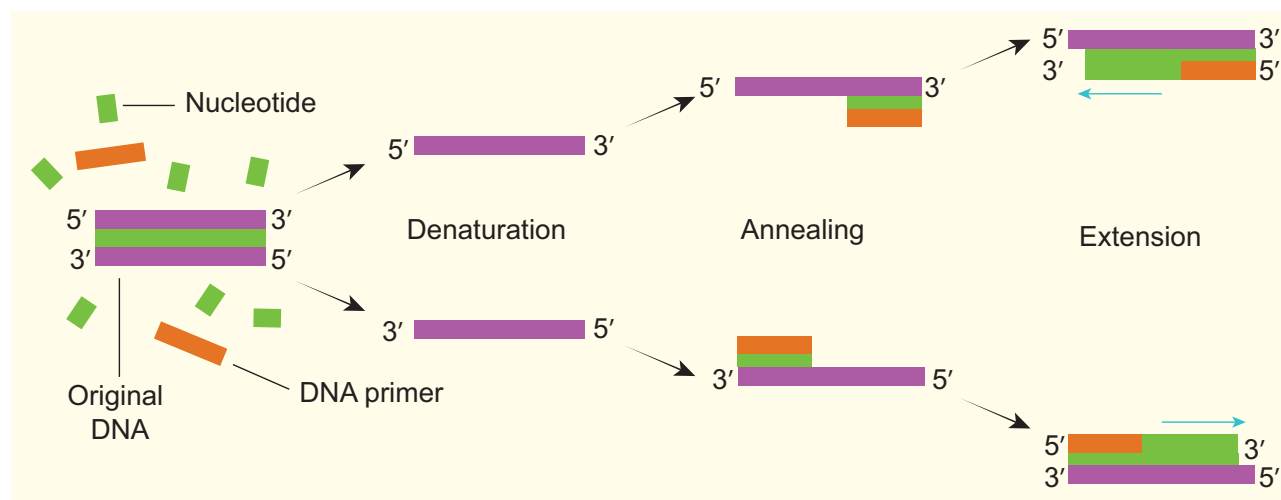 Nucleotide
5′ 3′
3′ 5′
Original
DNA
DNA primer
5′ 3′
Denaturation
3′ 5′
5′ 3′
Annealing
3′ 5′
5′ 3′
3′ 5′
Extension
5′ 3′
3′ 5′